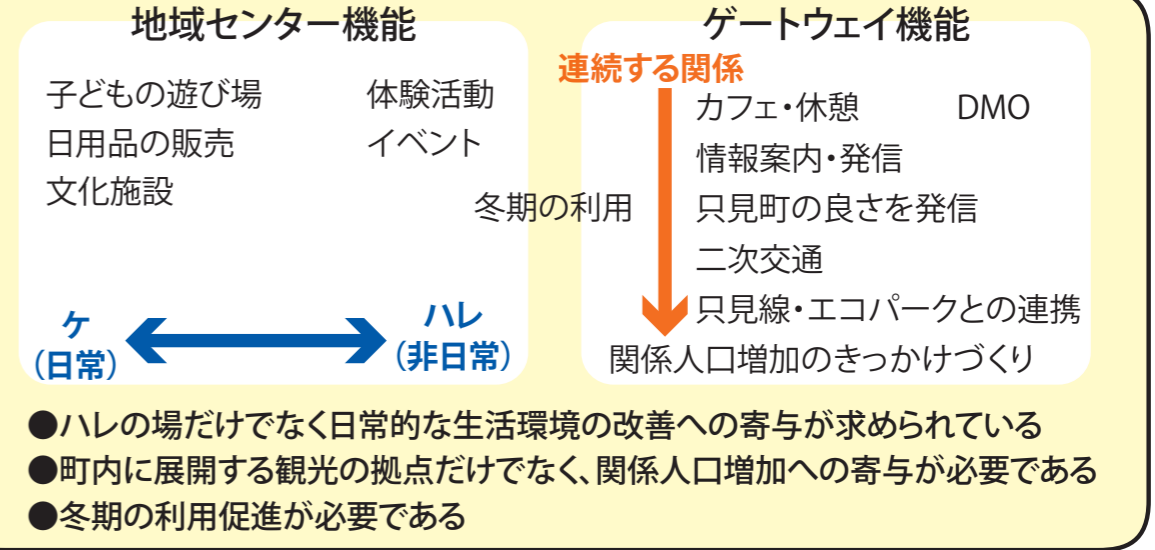 地域センター機能
子どもの遊び場 体験活動
日用品の販売 イベント
文化施設
冬期の利用
ケ
(日常)
ハレ
(非日常)
ゲートウェイ機能
連続する関係
カフェ・休憩 DMO
情報案内・発信
只見町の良さを発信
二次交通
只見線・エコパークとの連携
関係人口増加のきっかけづくり
●ハレの場だけでなく日常的な生活環境の改善への寄与が求められている
●町内に展開する観光の拠点だけでなく、関係人口増加への寄与が必要である
●冬期の利用促進が必要である